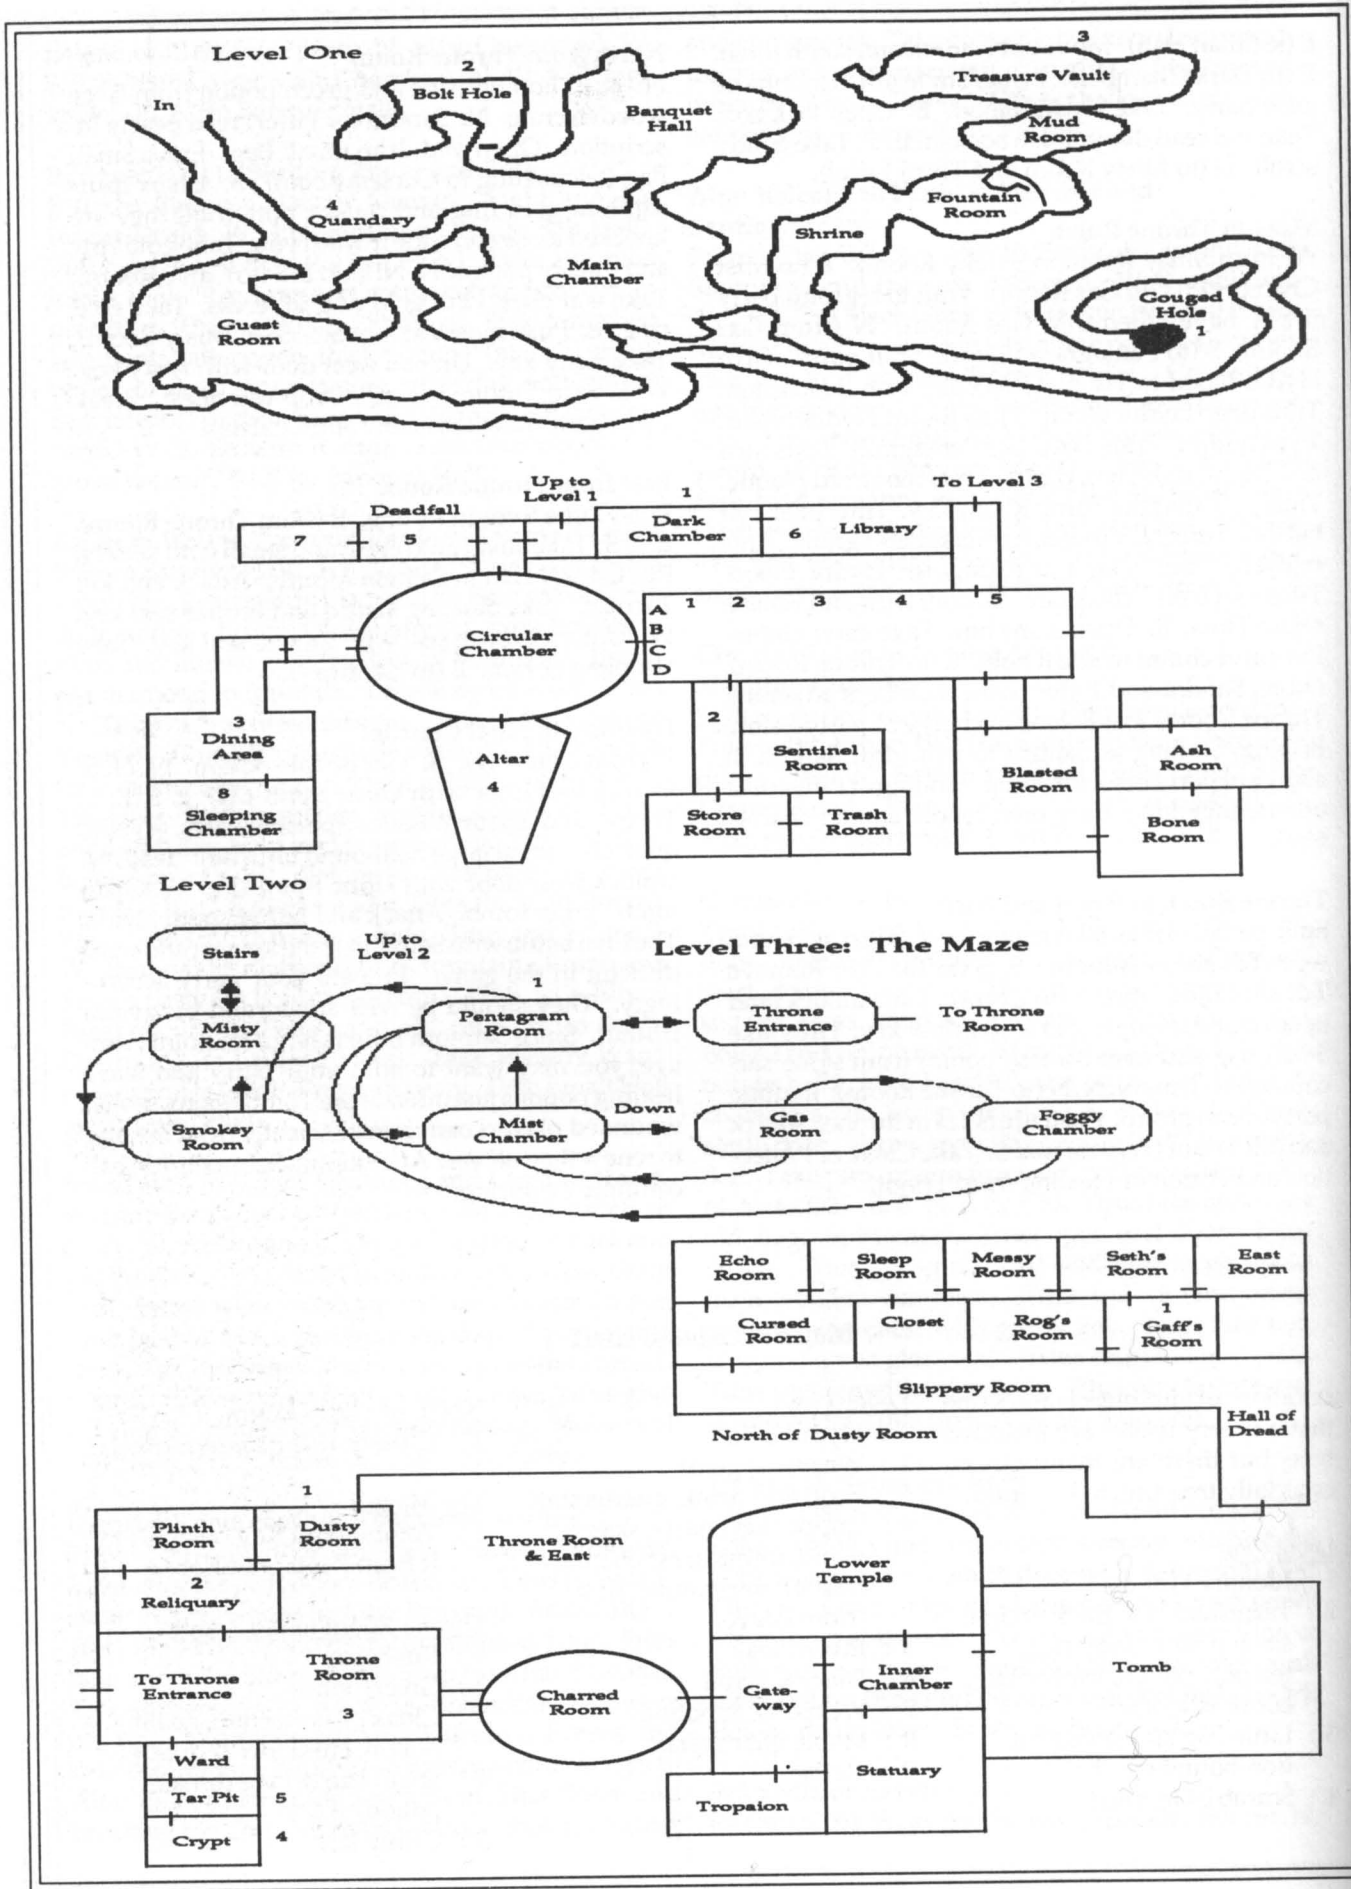 Level One
In
2
Bolt Hole
Banquet
Hall
3
Treasure Vault
Mud
Room
4
Quandary
Fountain
Room
Shrine
Main
Chamber
Guest
Room
Gouged
Hole
1
Up to
Level 1
1
To Level 3
Deadfall
7
5
Dark
Chamber
6
Library
A
B
C
D
1
2
3
4
5
Circular
Chamber
3
Dining
Area
8
Sleeping
Chamber
Altar
4
2
Sentinel
Room
Store
Room
Trash
Room
Blasted
Room
Ash
Room
Bone
Room
Level Two
Level Three: The Maze
Stairs
Up to
Level 2
1
Misty
Room
Pentagram
Room
Throne
Entrance
To Throne
Room
Smokey
Room
Mist
Chamber
Down
Gas
Room
Foggy
Chamber
Echo
Room
Sleep
Room
Messy
Room
Seth's
Room
East
Room
Cursed
Room
Closet
Rog's
Room
1
Gaff's
Room
Slippery Room
North of Dusty Room
Hall of
Dread
1
Plinth
Room
Dusty
Room
Throne Room
& East
2
Reliquary
Lower
Temple
To Throne
Entrance
Throne
Room
3
Charred
Room
Gate-
way
Inner
Chamber
Tomb
Ward
Tar Pit
5
Crypt
4
Tropaion
Statuary